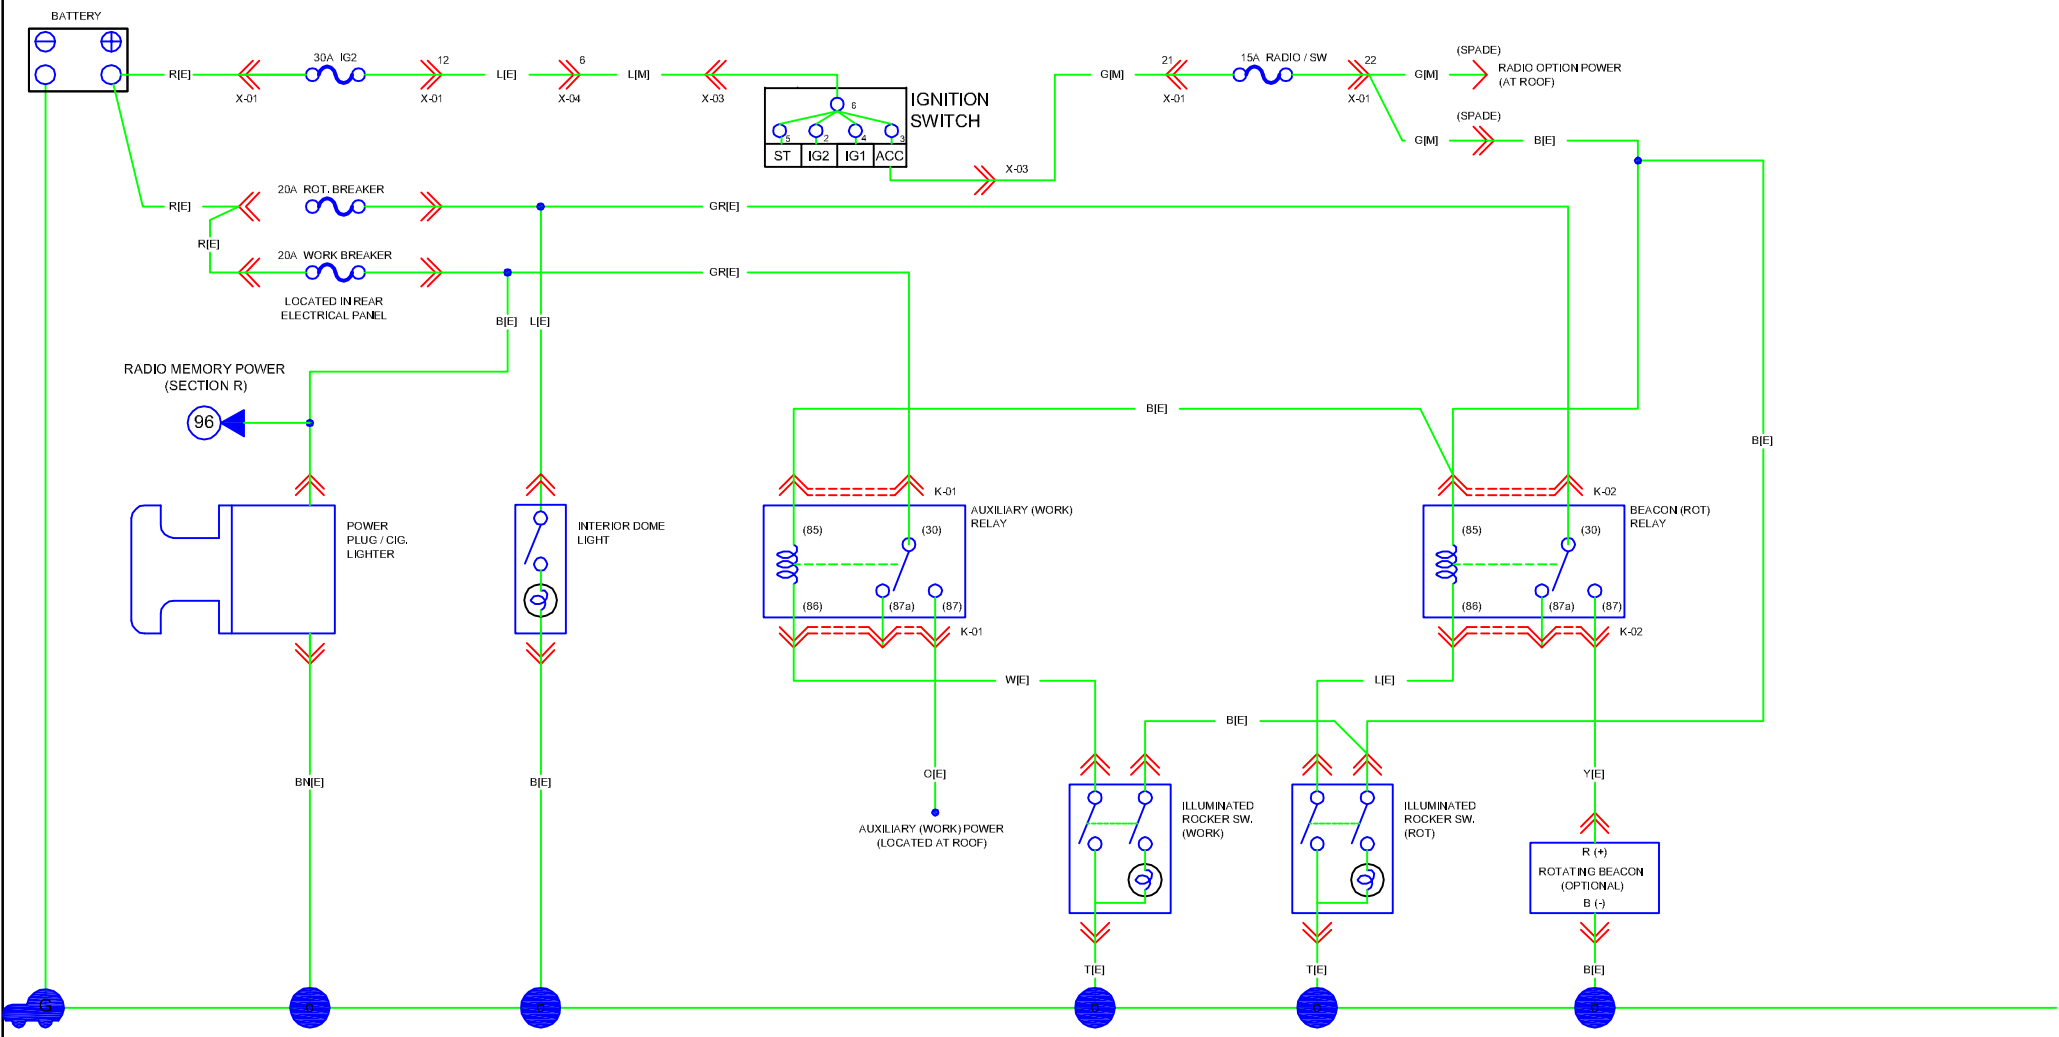 BATTERY
30A IG2
12
6
21
15A RADIO / SW
22
(SPADE)
R[E]
L[E]
L[M]
G[M]
G[M]
RADIO OPTION POWER
(AT ROOF)
X-01
X-01
X-04
X-03
X-01
X-01
6
IGNITION
SWITCH
5
2
4
3
ST
IG2
IG1
ACC
(SPADE)
G[M]
B[E]
X-03
20A ROT. BREAKER
R[E]
GR[E]
R[E]
20A WORK BREAKER
GR[E]
LOCATED IN REAR
ELECTRICAL PANEL
B[E]
L[E]
RADIO MEMORY POWER
(SECTION R)
96
B[E]
B[E]
K-01
K-02
POWER
PLUG / CIG.
LIGHTER
INTERIOR DOME
LIGHT
AUXILIARY (WORK)
RELAY
(85)
(30)
(86)
(87a)
(87)
K-01
BEACON (ROT)
RELAY
(85)
(30)
(86)
(87a)
(87)
K-02
W[E]
L[E]
B[E]
BN[E]
B[E]
O[E]
Y[E]
AUXILIARY (WORK) POWER
(LOCATED AT ROOF)
ILLUMINATED
ROCKER SW.
(WORK)
ILLUMINATED
ROCKER SW.
(ROT)
R (+)
ROTATING BEACON
(OPTIONAL)
B (-)
T[E]
T[E]
B[E]
G